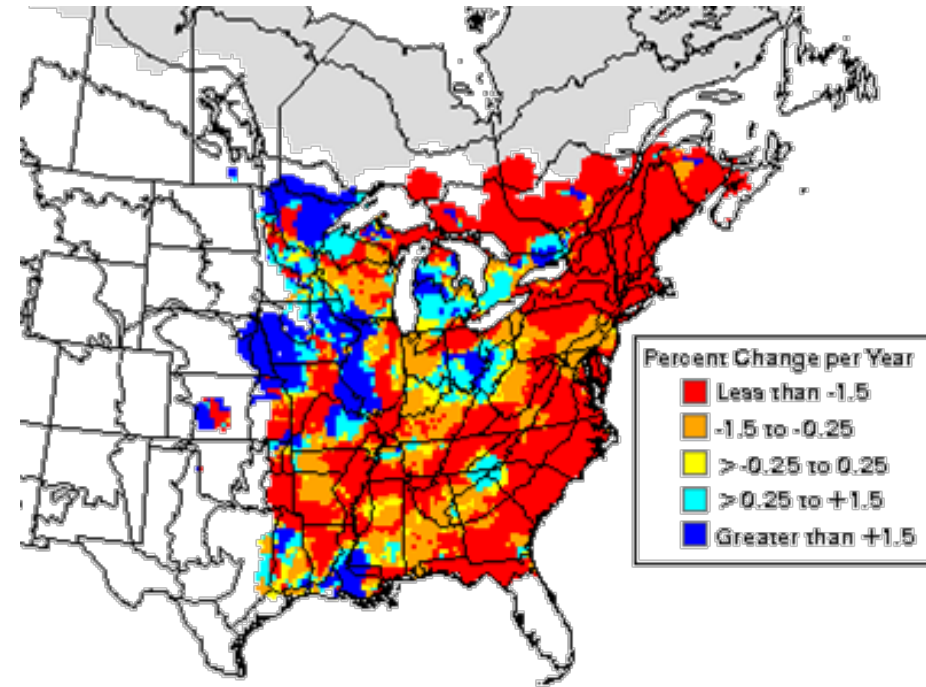 Percent Change per Year
Less than -1.5
-1.5 to -0.25
>-0.25 to 0.25
>0.25 to +1.5
Greater than +1.5